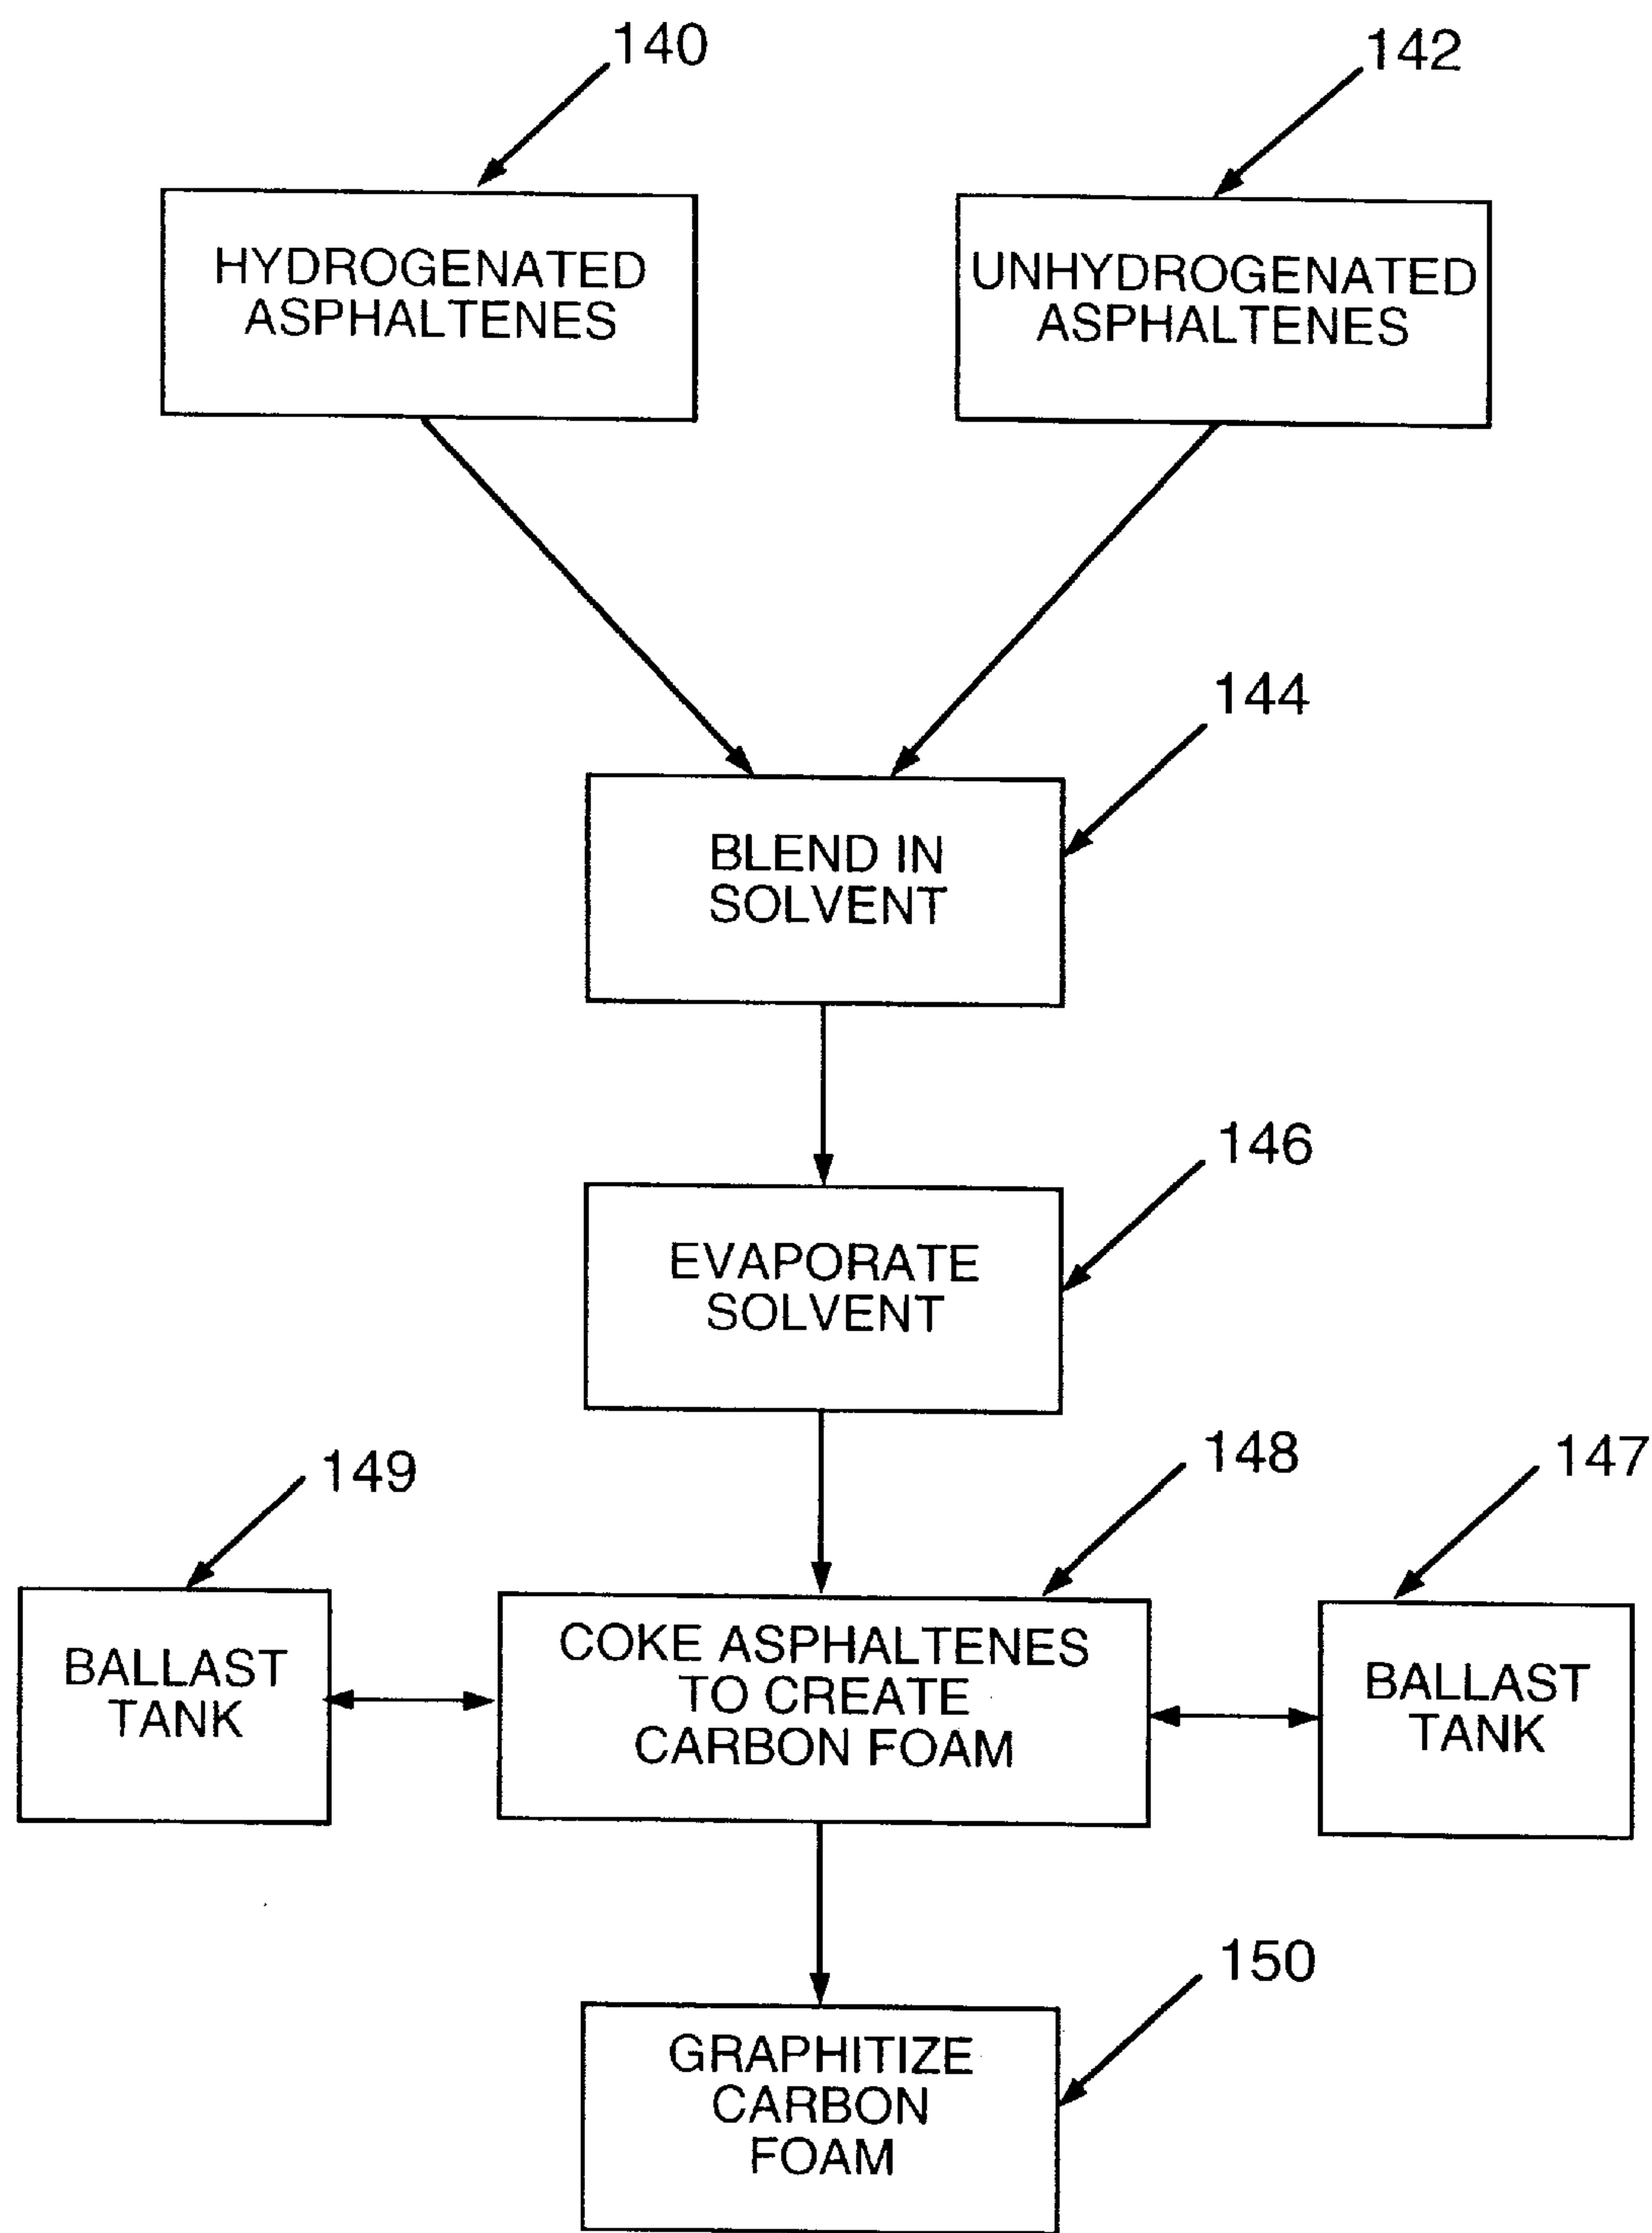 140
142
HYDROGENATED
ASPHALTENES
UNHYDROGENATED
ASPHALTENES
144
BLEND IN
SOLVENT
146
EVAPORATE
SOLVENT
149
148
147
BALLAST
TANK
COKE ASPHALTENES
TO CREATE
CARBON FOAM
BALLAST
TANK
150
GRAPHITIZE
CARBON
FOAM